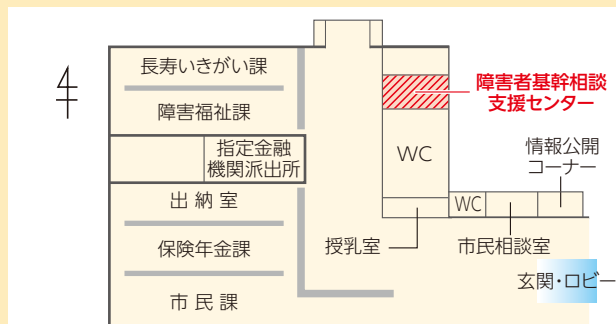 長寿いきがい課
障害福祉課
指定金融
機関派出所
出納室
保険年金課
市民課
障害者基幹相談
支援センター
WC
情報公開
コーナー
WC
授乳室
市民相談室
玄関・ロビー